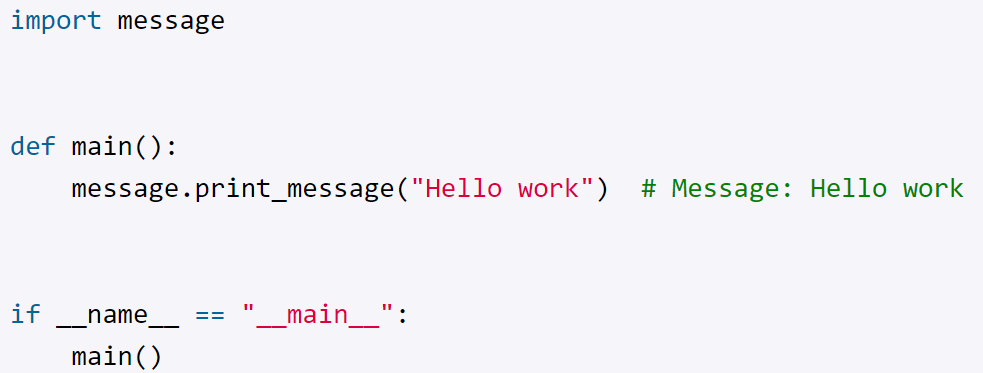 import message
def main():
    message.print_message("Hello work")  # Message: Hello work
if __name__ == "__main__":
    main()